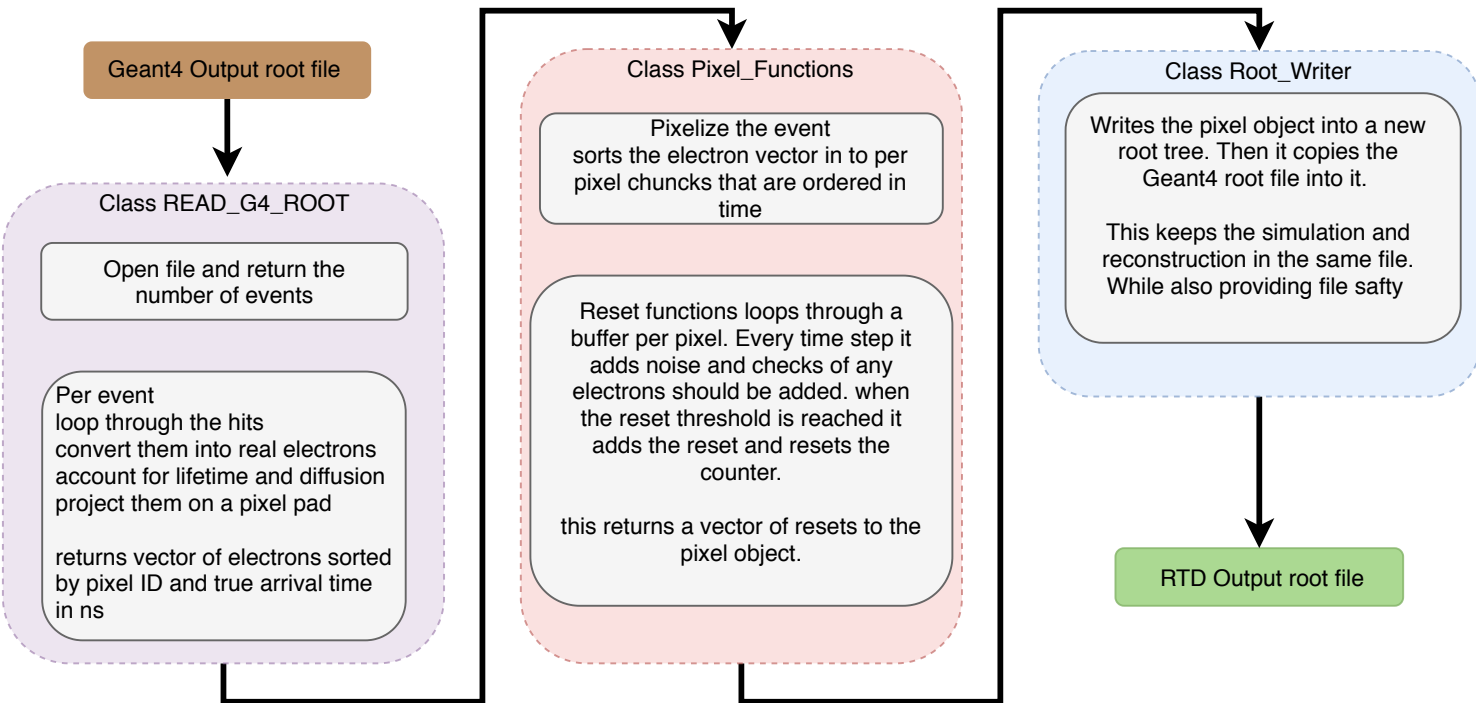 Geant4 Output root file
Class READ_G4_ROOT
Open file and return the
number of events
Per event
loop through the hits
convert them into real electrons
account for lifetime and diffusion
project them on a pixel pad
returns vector of electrons sorted
by pixel ID and true arrival time
in ns
Class Pixel_Functions
Pixelize the event
sorts the electron vector in to per
pixel chuncks that are ordered in
time
Reset functions loops through a
buffer per pixel. Every time step it
adds noise and checks of any
electrons should be added. when
the reset threshold is reached it
adds the reset and resets the
counter.
this returns a vector of resets to the
pixel object.
Class Root_Writer
Writes the pixel object into a new
root tree. Then it copies the
Geant4 root file into it.
This keeps the simulation and
reconstruction in the same file.
While also providing file safty
RTD Output root file